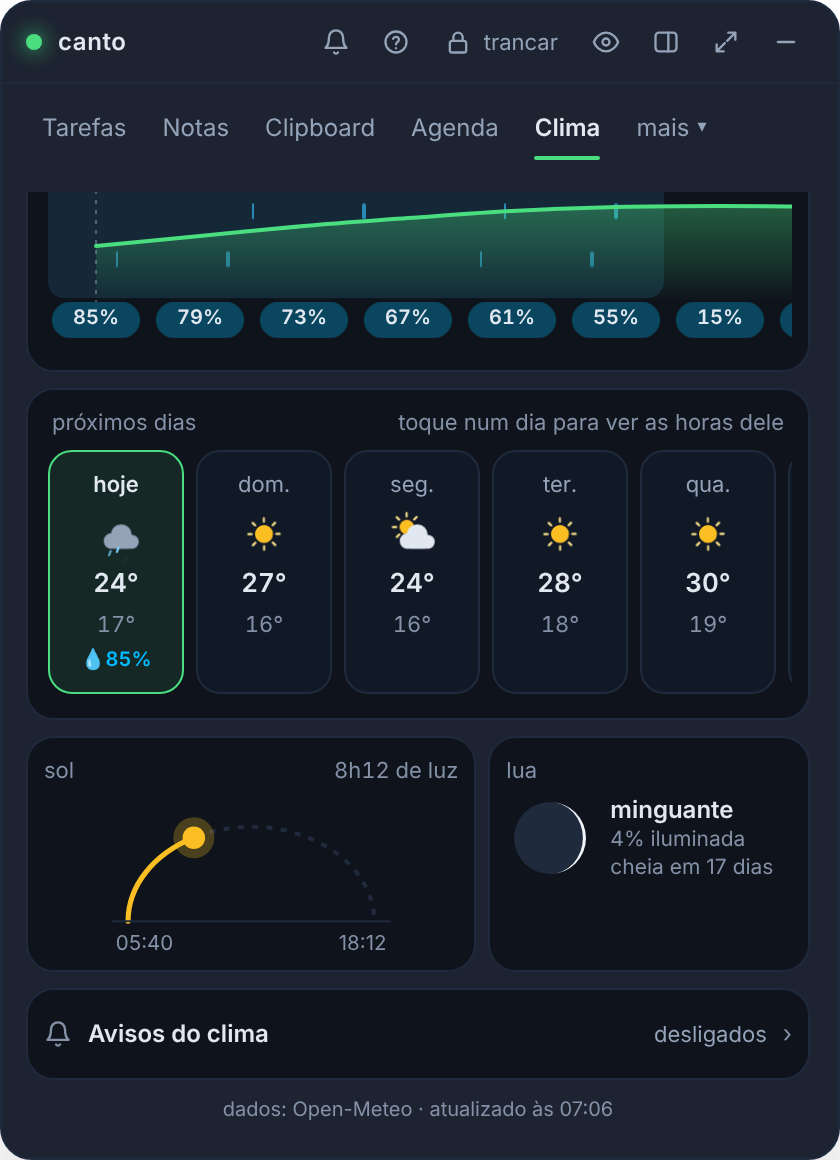 canto
trancar
Tarefas Notas Clipboard Agenda Clima mais ▾
85% 79% 73% 67% 61% 55% 15%
próximos dias toque num dia para ver as horas dele
hoje dom. seg. ter. qua.
24° 27° 24° 28° 30°
17° 16° 16° 18° 19°
85%
sol 8h12 de luz
05:40 18:12
lua
minguante
4% iluminada
cheia em 17 dias
Avisos do clima desligados ›
dados: Open-Meteo · atualizado às 07:06